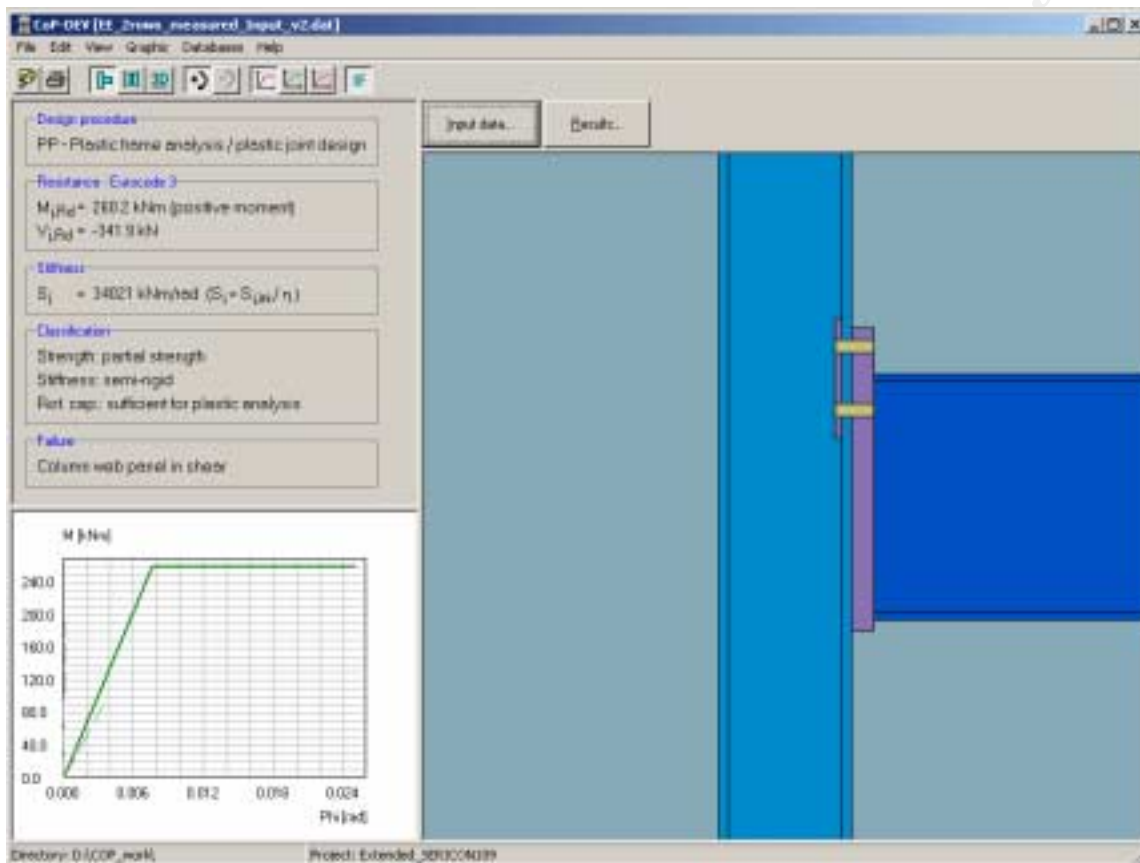 CoP-DEV [EE_2rows_measured_Input_v2.dat]
File Edit View Graphic Databases Help
Input data... Results...
Design procedure
PP - Plastic frame analysis / plastic joint design
Resistance - Eurocode 3
Mj,Rd = 260.2 kNm (positive moment)
Vj,Rd = -341.9 kN
Stiffness
Sj = 34021 kNm/rad (Sj = Sj,ini / η)
Classification
Strength: partial strength
Stiffness: semi-rigid
Rot. cap.: sufficient for plastic analysis
Failure
Column web panel in shear
M [kNm]
240.0
200.0
160.0
120.0
80.0
40.0
0.0
0.000 0.006 0.012 0.018 0.024
Phi [rad]
Directory: D:\COP_work\ Project: Extended_SERICON109